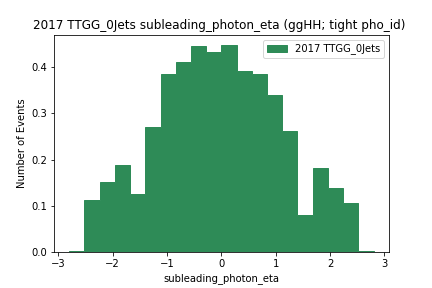 2017 TTGG_0Jets subleading_photon_eta (ggHH; tight pho_id)
2017 TTGG_0Jets
Number of Events
0.4
0.3
0.2
0.1
0.0
−3 −2 −1 0 1 2 3
subleading_photon_eta